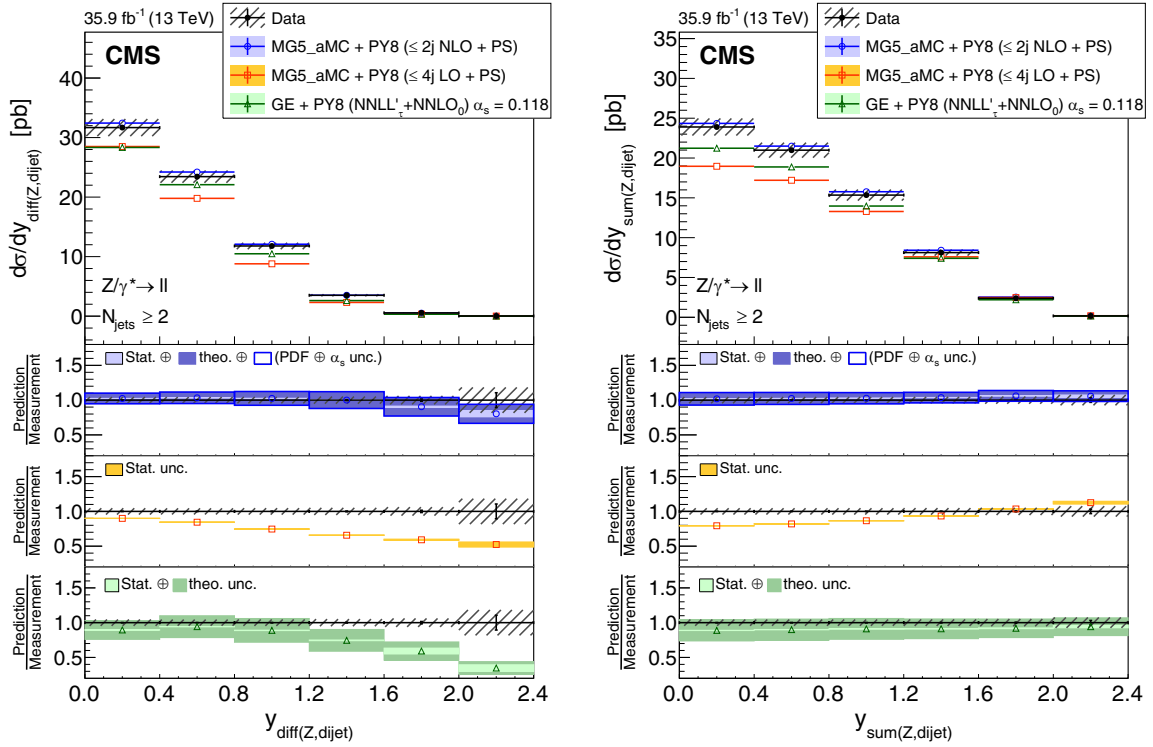 35.9 fb⁻¹ (13 TeV)
CMS
Data
MG5_aMC + PY8 (≤ 2j NLO + PS)
MG5_aMC + PY8 (≤ 4j LO + PS)
GE + PY8 (NNLL'τ+NNLO₀) αs = 0.118
dσ/dy diff(Z,dijet) [pb]
40
30
20
10
0
Z/γ*→ ll
N jets ≥ 2
Stat. ⊕ theo. ⊕ (PDF ⊕ αs unc.)
Prediction
Measurement
1.5
1.0
0.5
Stat. unc.
Prediction
Measurement
1.5
1.0
0.5
Stat. ⊕ theo. unc.
Prediction
Measurement
1.5
1.0
0.5
0.0 0.4 0.8 1.2 1.6 2.0 2.4
y diff(Z,dijet)
35.9 fb⁻¹ (13 TeV)
CMS
Data
MG5_aMC + PY8 (≤ 2j NLO + PS)
MG5_aMC + PY8 (≤ 4j LO + PS)
GE + PY8 (NNLL'τ+NNLO₀) αs = 0.118
dσ/dy sum(Z,dijet) [pb]
35
30
25
20
15
10
5
0
Z/γ*→ ll
N jets ≥ 2
Stat. ⊕ theo. ⊕ (PDF ⊕ αs unc.)
Prediction
Measurement
1.5
1.0
0.5
Stat. unc.
Prediction
Measurement
1.5
1.0
0.5
Stat. ⊕ theo. unc.
Prediction
Measurement
1.5
1.0
0.5
0.0 0.4 0.8 1.2 1.6 2.0 2.4
y sum(Z,dijet)